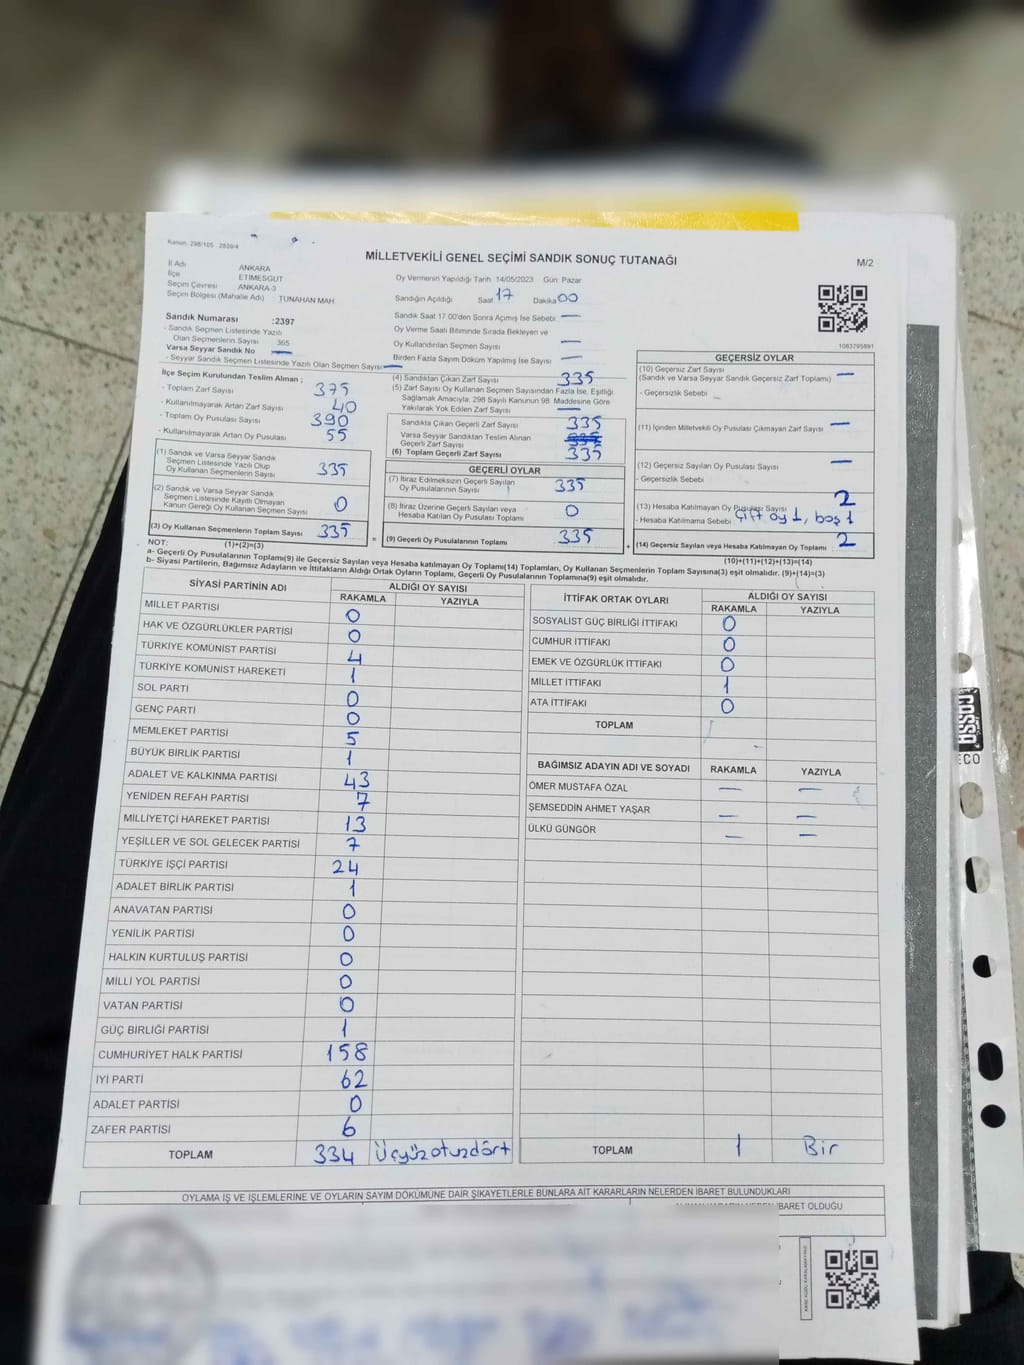 Kanun: 298/105 2839/4
MİLLETVEKİLİ GENEL SEÇİMİ SANDIK SONUÇ TUTANAĞI
M/2
İl Adı ANKARA
İlçe ETIMESGUT
Seçim Çevresi ANKARA-3
Seçim Bölgesi (Mahalle Adı) TUNAHAN MAH
Sandık Numarası :2397
- Sandık Seçmen Listesinde Yazılı
Olan Seçmenlerin Sayısı 365
Varsa Seyyar Sandık No —
- Seyyar Sandık Seçmen Listesinde Yazılı Olan Seçmen Sayısı —
Oy Vermenin Yapıldığı Tarih 14/05/2023 Gün: Pazar
Sandığın Açıldığı Saat 17 Dakika 00
Sandık Saat 17 00'den Sonra Açımış İse Sebebi —
Oy Verme Saati Bitiminde Sırada Bekleyen ve
Oy Kullandırılan Seçmen Sayısı —
Birden Fazla Sayım Döküm Yapılmış İse Sayısı —
1083795891
İlçe Seçim Kurulundan Teslim Alınan ;
- Toplam Zarf Sayısı 375
- Kullanılmayarak Artan Zarf Sayısı 40
- Toplam Oy Pusulası Sayısı 390
- Kullanılmayarak Artan Oy Pusulası 55
(1) Sandık ve Varsa Seyyar Sandık
Seçmen Listesinde Yazılı Olup
Oy Kullanan Seçmenlerin Sayısı 335
(2) Sandık ve Varsa Seyyar Sandık
Seçmen Listesinde Kayıtlı Olmayan
Kanun Gereği Oy Kullanan Seçmen Sayısı 0
(3) Oy Kullanan Seçmenlerin Toplam Sayısı 335
(1)+(2)=(3)
(4) Sandıktan Çıkan Zarf Sayısı 335
(5) Zarf Sayısı Oy Kullanan Seçmen Sayısından Fazla İse, Eşitliği
Sağlamak Amacıyla, 298 Sayılı Kanunun 98 Maddesine Göre
Yakılarak Yok Edilen Zarf Sayısı —
Sandıkta Çıkan Geçerli Zarf Sayısı 335
Varsa Seyyar Sandıktan Teslim Alınan
Geçerli Zarf Sayısı
(6) Toplam Geçerli Zarf Sayısı 335
GEÇERLİ OYLAR
(7) İtiraz Edilmeksizin Geçerli Sayılan
Oy Pusulalarının Sayısı 335
(8) İtiraz Üzerine Geçerli Sayılan veya
Hesaba Katılan Oy Pusulası Toplamı 0
= (9) Geçerli Oy Pusulalarının Toplamı 335
GEÇERSİZ OYLAR
(10) Geçersiz Zarf Sayısı
(Sandık ve Varsa Seyyar Sandık Geçersiz Zarf Toplamı) —
- Geçersizlik Sebebi —
(11) İçinden Milletvekili Oy Pusulası Çıkmayan Zarf Sayısı —
(12) Geçersiz Sayılan Oy Pusulası Sayısı —
- Geçersizlik Sebebi
(13) Hesaba Katılmayan Oy Pusulası Sayısı 2
- Hesaba Katılmama Sebebi Çift oy 1, boş 1
+ (14) Geçersiz Sayılan veya Hesaba Katılmayan Oy Toplamı 2
(10)+(11)+(12)+(13)=(14)
NOT:
a- Geçerli Oy Pusulalarının Toplamı(9) ile Geçersiz Sayılan veya Hesaba katılmayan Oy Toplamı(14) Toplamları, Oy Kullanan Seçmenlerin Toplam Sayısına(3) eşit olmalıdır. (9)+(14)=(3)
b- Siyasi Partilerin, Bağımsız Adayların ve İttifakların Aldığı Ortak Oyların Toplamı, Geçerli Oy Pusulalarının Toplamına(9) eşit olmalıdır.
SİYASİ PARTİNİN ADI ALDIĞI OY SAYISI
RAKAMLA YAZIYLA
MİLLET PARTİSİ 0
HAK VE ÖZGÜRLÜKLER PARTİSİ 0
TÜRKİYE KOMÜNİST PARTİSİ 4
TÜRKİYE KOMÜNİST HAREKETİ 1
SOL PARTİ 0
GENÇ PARTİ 0
MEMLEKET PARTİSİ 5
BÜYÜK BİRLİK PARTİSİ 1
ADALET VE KALKINMA PARTİSİ 43
YENİDEN REFAH PARTİSİ 7
MİLLİYETÇİ HAREKET PARTİSİ 13
YEŞİLLER VE SOL GELECEK PARTİSİ 7
TÜRKİYE İŞÇİ PARTİSİ 24
ADALET BİRLİK PARTİSİ 1
ANAVATAN PARTİSİ 0
YENİLİK PARTİSİ 0
HALKIN KURTULUŞ PARTİSİ 0
MİLLİ YOL PARTİSİ 0
VATAN PARTİSİ 0
GÜÇ BİRLİĞİ PARTİSİ 1
CUMHURİYET HALK PARTİSİ 158
İYİ PARTİ 62
ADALET PARTİSİ 0
ZAFER PARTİSİ 6
TOPLAM 334 Üçyüzotuzdört
İTTİFAK ORTAK OYLARI ALDIĞI OY SAYISI
RAKAMLA YAZIYLA
SOSYALİST GÜÇ BİRLİĞİ İTTİFAKI 0
CUMHUR İTTİFAKI 0
EMEK VE ÖZGÜRLÜK İTTİFAKI 0
MİLLET İTTİFAKI 1
ATA İTTİFAKI 0
TOPLAM
BAĞIMSIZ ADAYIN ADI VE SOYADI RAKAMLA YAZIYLA
ÖMER MUSTAFA ÖZAL — —
ŞEMSEDDİN AHMET YAŞAR — —
ÜLKÜ GÜNGÖR — —
TOPLAM 1 Bir
OYLAMA İŞ VE İŞLEMLERİNE VE OYLARIN SAYIM DÖKÜMÜNE DAİR ŞİKAYETLERLE BUNLARA AİT KARARLARIN NELERDEN İBARET BULUNDUKLARI
İBARET OLDUĞU
GOSSA
ECO